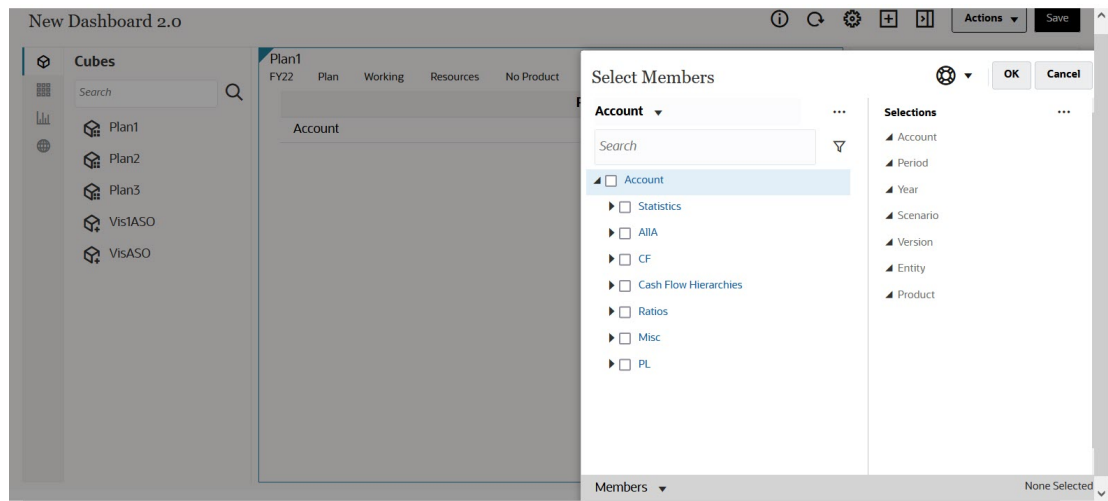 New Dashboard 2.0
Actions
Save
Cubes
Search
Plan1
Plan2
Plan3
Vis1ASO
VisASO
Plan1
FY22 Plan Working Resources No Product
Account
Select Members
OK
Cancel
Account
Search
Account
Statistics
AllA
CF
Cash Flow Hierarchies
Ratios
Misc
PL
Selections
Account
Period
Year
Scenario
Version
Entity
Product
Members
None Selected